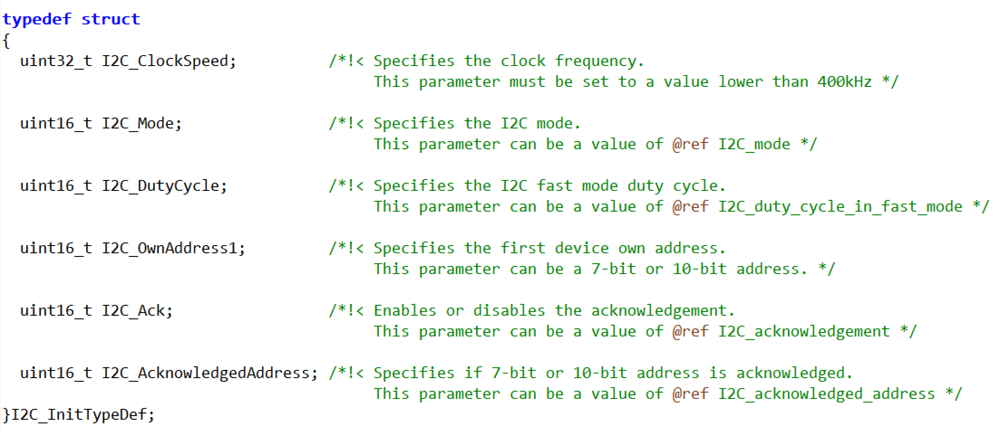 typedef struct
{
  uint32_t I2C_ClockSpeed;          /*!< Specifies the clock frequency.
                                         This parameter must be set to a value lower than 400kHz */

  uint16_t I2C_Mode;                /*!< Specifies the I2C mode.
                                         This parameter can be a value of @ref I2C_mode */

  uint16_t I2C_DutyCycle;           /*!< Specifies the I2C fast mode duty cycle.
                                         This parameter can be a value of @ref I2C_duty_cycle_in_fast_mode */

  uint16_t I2C_OwnAddress1;         /*!< Specifies the first device own address.
                                         This parameter can be a 7-bit or 10-bit address. */

  uint16_t I2C_Ack;                 /*!< Enables or disables the acknowledgement.
                                         This parameter can be a value of @ref I2C_acknowledgement */

  uint16_t I2C_AcknowledgedAddress; /*!< Specifies if 7-bit or 10-bit address is acknowledged.
                                         This parameter can be a value of @ref I2C_acknowledged_address */
}I2C_InitTypeDef;